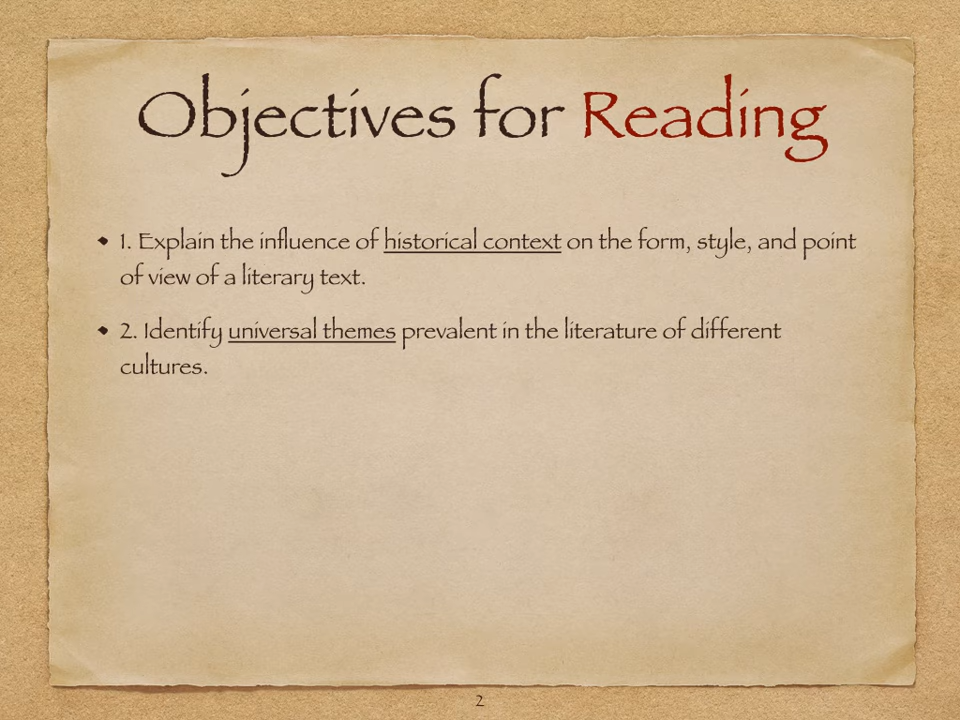 Objectives for Reading
• 1. Explain the influence of historical context on the form, style, and point
of view of a literary text.
• 2. Identify universal themes prevalent in the literature of different
cultures.
2